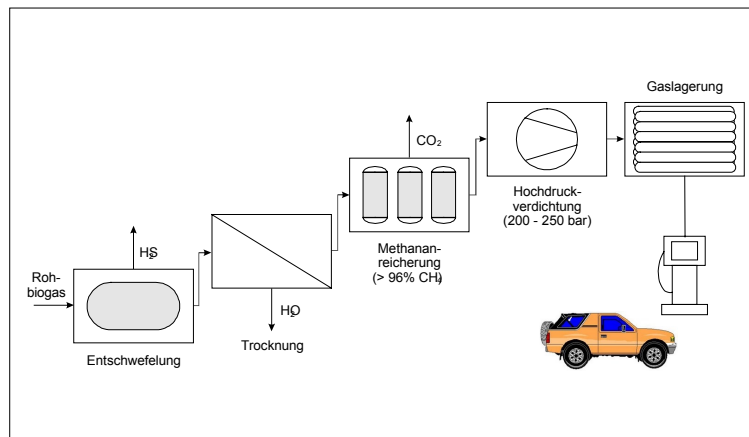 Roh-
biogas
H₂S
Entschwefelung
H₂O
Trocknung
CO₂
Methanan-
reicherung
(> 96% CH₄)
Hochdruck-
verdichtung
(200 - 250 bar)
Gaslagerung